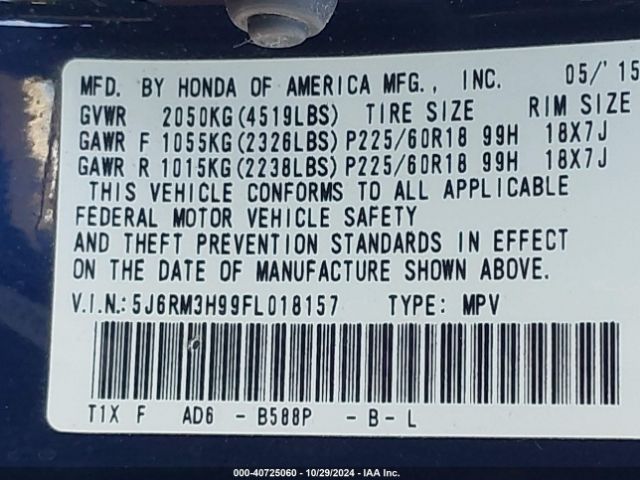 MFD. BY HONDA OF AMERICA MFG., INC. 05/'15
GVWR 2050KG(4519LBS) TIRE SIZE RIM SIZE
GAWR F 1055KG(2326LBS)P225/60R18 99H 18X7J
GAWR R 1015KG(2238LBS)P225/60R18 99H 18X7J
THIS VEHICLE CONFORMS TO ALL APPLICABLE
FEDERAL MOTOR VEHICLE SAFETY
AND THEFT PREVENTION STANDARDS IN EFFECT
ON THE DATE OF MANUFACTURE SHOWN ABOVE.
V.I.N.:5J6RM3H99FL018157 TYPE: MPV
T1X F AD6 - B588P - B - L
000-40725060 - 10/29/2024 - IAA Inc.